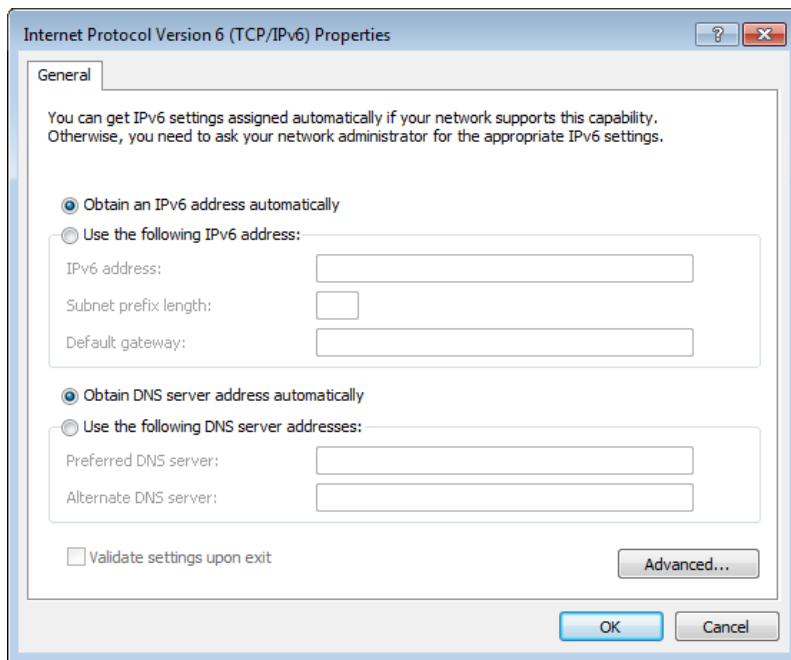 Internet Protocol Version 6 (TCP/IPv6) Properties
?
General
You can get IPv6 settings assigned automatically if your network supports this capability.
Otherwise, you need to ask your network administrator for the appropriate IPv6 settings.
Obtain an IPv6 address automatically
Use the following IPv6 address:
IPv6 address:
Subnet prefix length:
Default gateway:
Obtain DNS server address automatically
Use the following DNS server addresses:
Preferred DNS server:
Alternate DNS server:
Validate settings upon exit
Advanced...
OK
Cancel